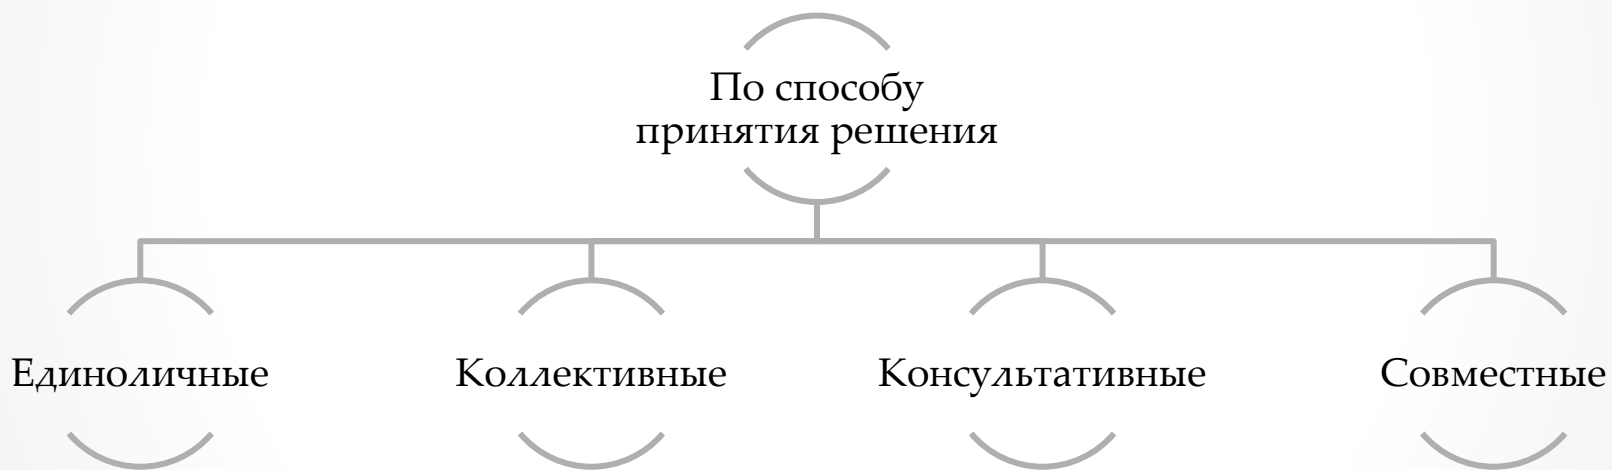 По способу
принятия решения
Единоличные
Коллективные
Консультативные
Совместные